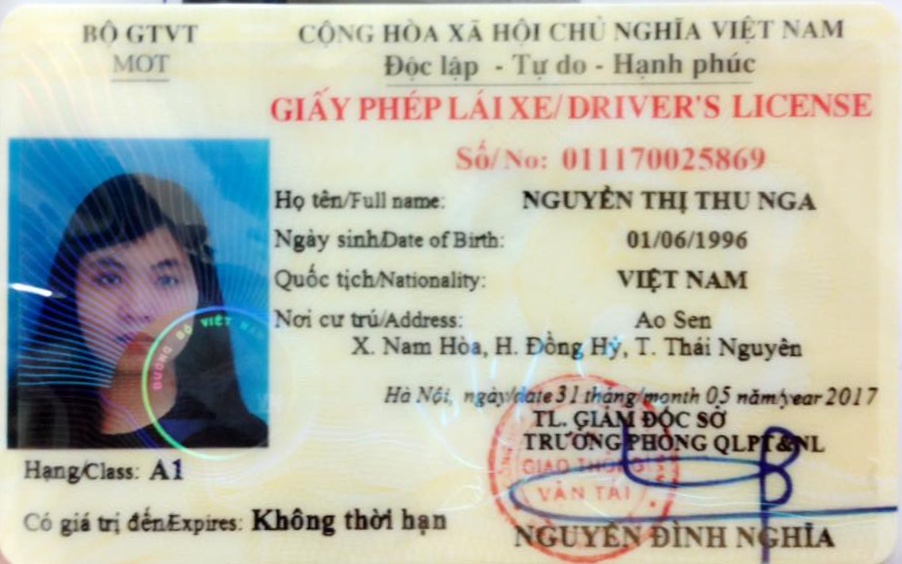 BỘ GTVT
MOT
CỘNG HÒA XÃ HỘI CHỦ NGHĨA VIỆT NAM
Độc lập - Tự do - Hạnh phúc
GIẤY PHÉP LÁI XE/ DRIVER'S LICENSE
Số/ No: 011170025869
Họ tên/Full name: NGUYỄN THỊ THU NGA
Ngày sinh/Date of Birth: 01/06/1996
Quốc tịch/Nationality: VIỆT NAM
Nơi cư trú/Address: Ao Sen
X. Nam Hòa, H. Đồng Hỷ, T. Thái Nguyên
Hà Nội, ngày/date 31 tháng/month 05 năm/year 2017
TL. GIÁM ĐỐC SỞ
TRƯỞNG PHÒNG QLPT&NL
GIAO THÔNG
VẬN TẢI
NGUYỄN ĐÌNH NGHĨA
ĐƯỜNG BỘ VIỆT NAM
Hạng/Class: A1
Có giá trị đến/Expires: Không thời hạn